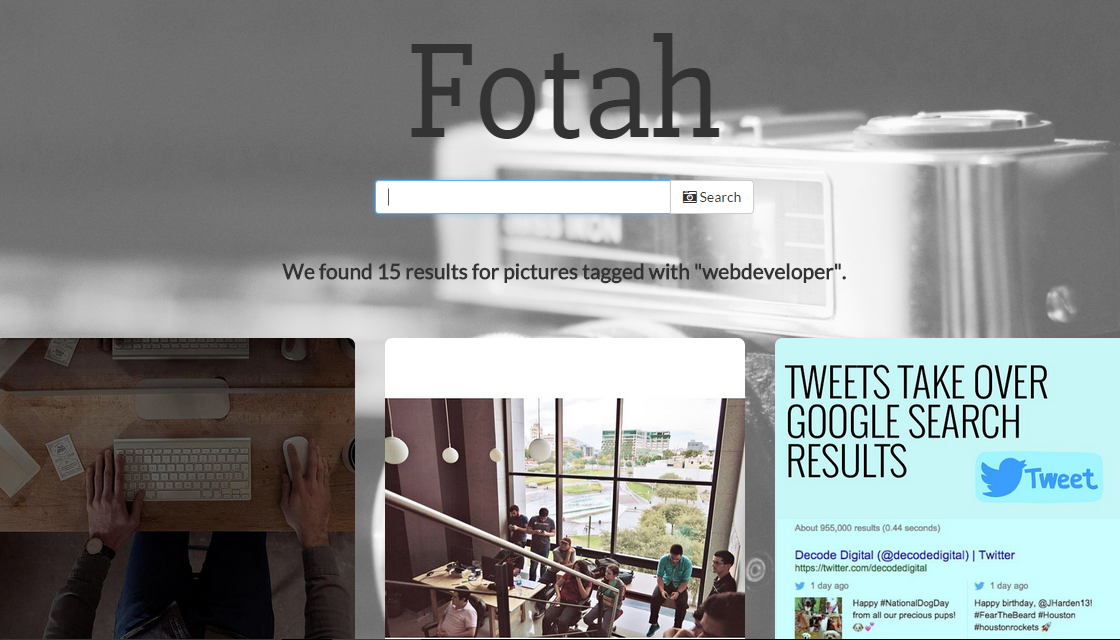 Fotah
Search
We found 15 results for pictures tagged with "webdeveloper".
TWEETS TAKE OVER
GOOGLE SEARCH
RESULTS
Tweet
About 955,000 results (0.44 seconds)
Decode Digital (@decodedigital) | Twitter
https://twitter.com/decodedigital
1 day ago
Happy #NationalDogDay
from all our precious pups!
🐶💕
1 day ago
Happy birthday, @JHarden13!
#FearTheBeard #Houston
#houstonrockets 🚀